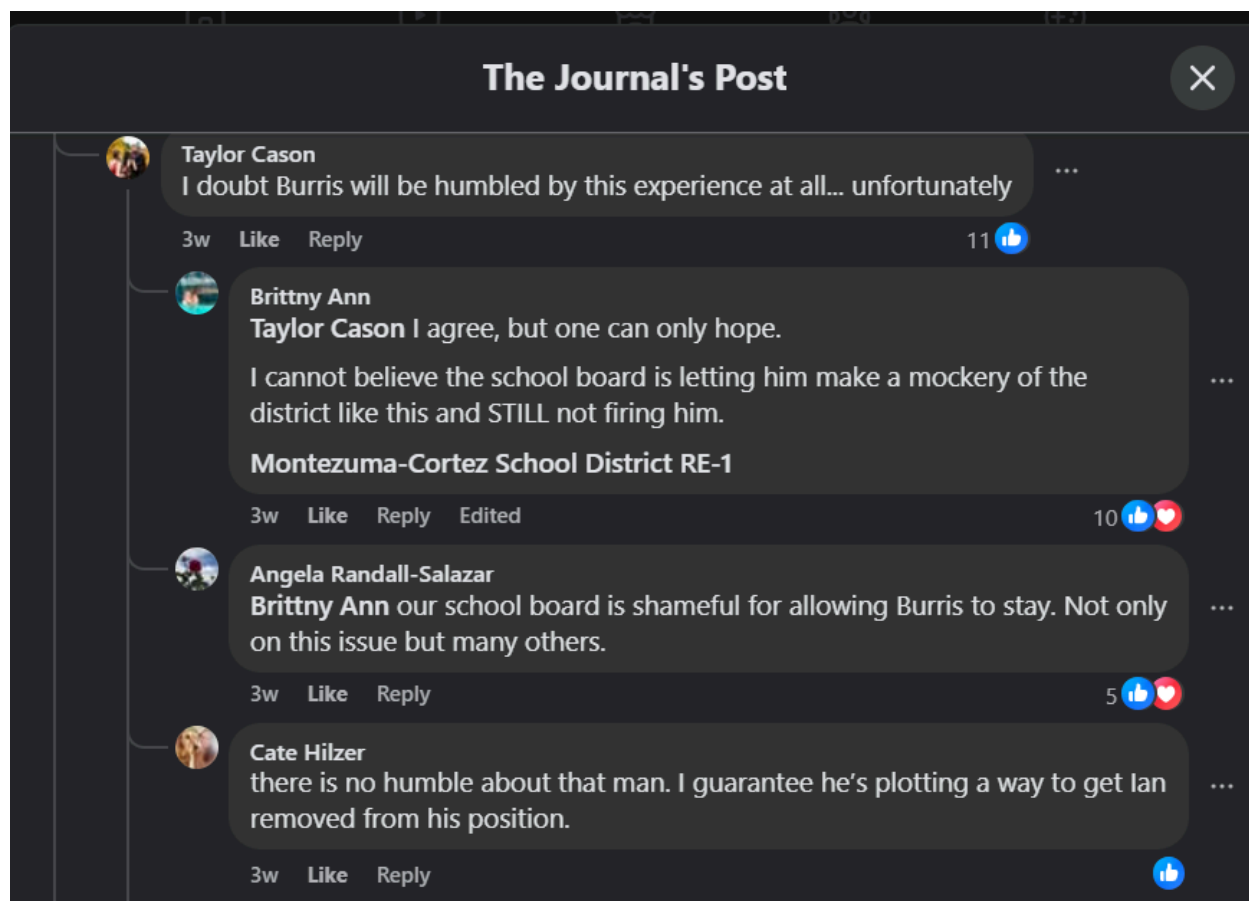 The Journal's Post
Taylor Cason
I doubt Burris will be humbled by this experience at all... unfortunately
3w Like Reply 11
Brittny Ann
Taylor Cason I agree, but one can only hope.
I cannot believe the school board is letting him make a mockery of the
district like this and STILL not firing him.
Montezuma-Cortez School District RE-1
3w Like Reply Edited 10
Angela Randall-Salazar
Brittny Ann our school board is shameful for allowing Burris to stay. Not only
on this issue but many others.
3w Like Reply 5
Cate Hilzer
there is no humble about that man. I guarantee he’s plotting a way to get Ian
removed from his position.
3w Like Reply